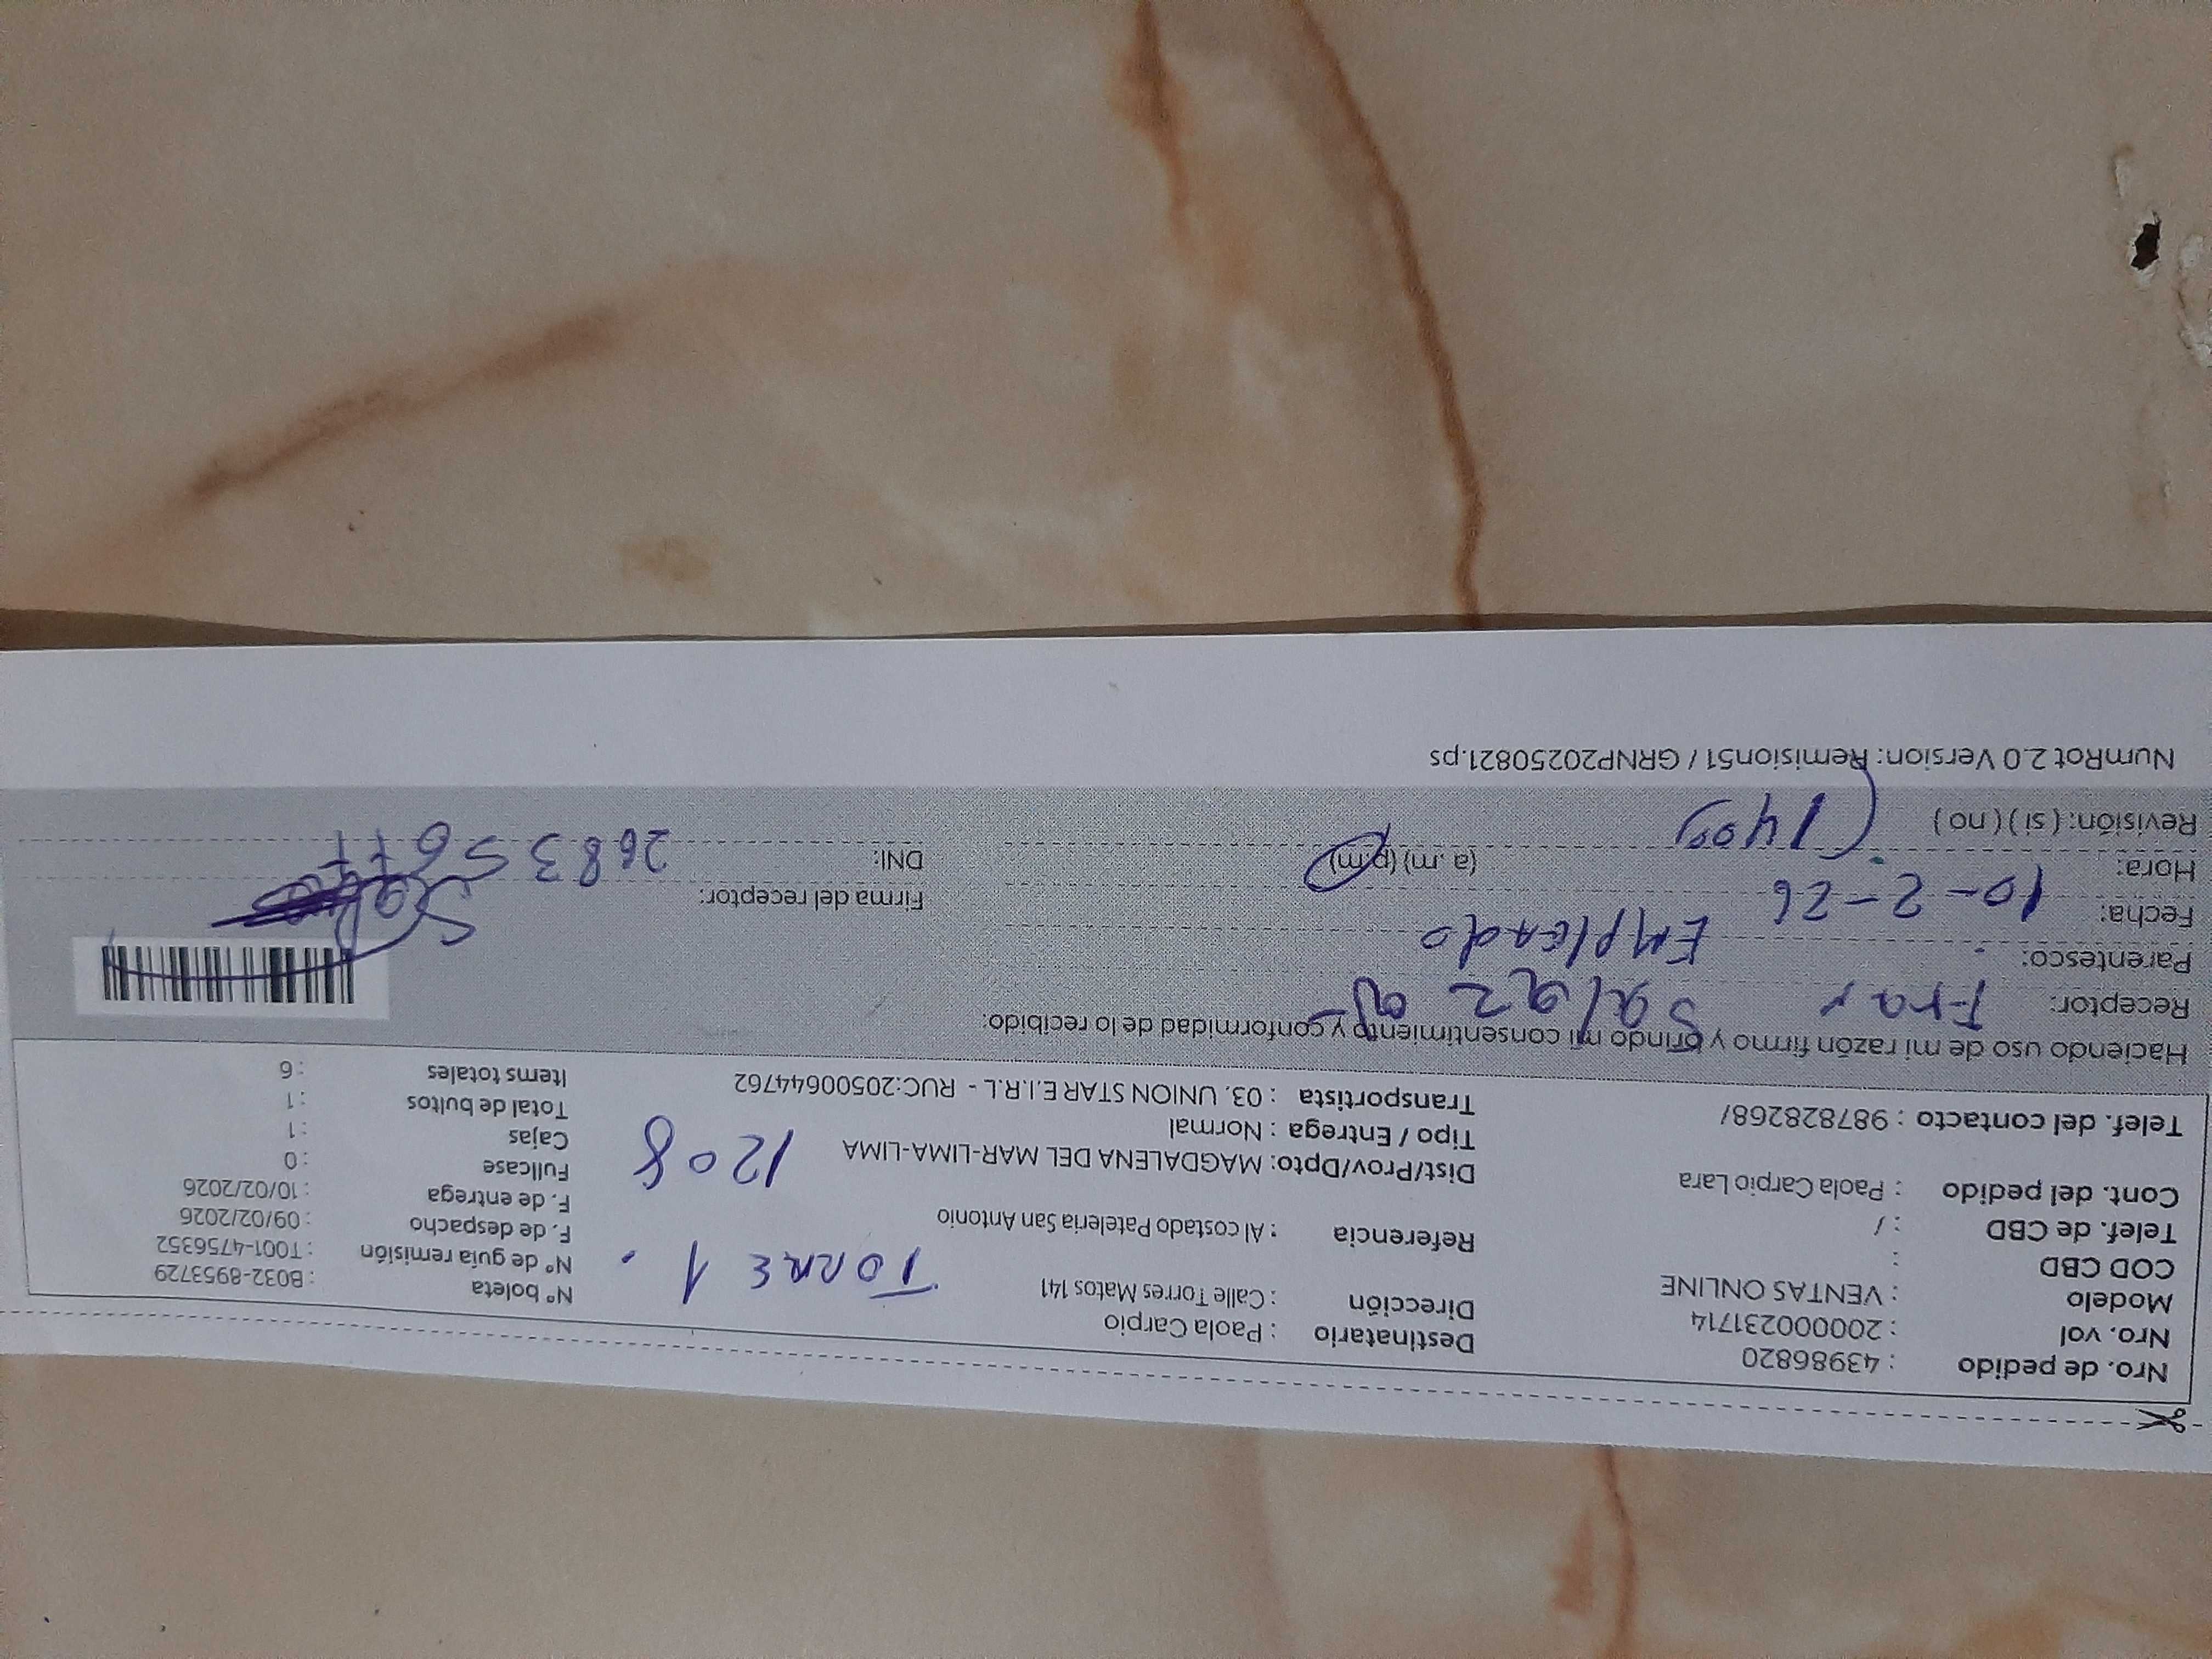 Nro. de pedido : 43986820
Nro. vol : 200000231714
Modelo : VENTAS ONLINE
COD CBD :
Telef. de CBD : /
Cont. del pedido : Paola Carpio Lara
Telef. del contacto : 987828268/
Destinatario : Paola Carpio
Dirección : Calle Torres Matos 141
TORRE 1.
Referencia : Al costado Pateleria San Antonio
Dist/Prov/Dpto: MAGDALENA DEL MAR-LIMA-LIMA
1208
Tipo / Entrega : Normal
Transportista : 03. UNION STAR E.I.R.L - RUC:20500644762
N° boleta : B032-8953729
N° de guia remisión : T001-4756352
F. de despacho : 09/02/2026
F. de entrega : 10/02/2026
Fullcase : 0
Cajas : 1
Total de bultos : 1
Items totales : 6
Haciendo uso de mi razón firmo y brindo mi consentimiento y conformidad de lo recibido:
Receptor:
Parentesco: Empleado
Fecha: 10-2-26
Hora: (a. m) (p.m)
Revisión: ( si ) ( no )
Firma del receptor:
DNI:
NumRot 2.0 Version: Remision51 / GRNP20250821.ps